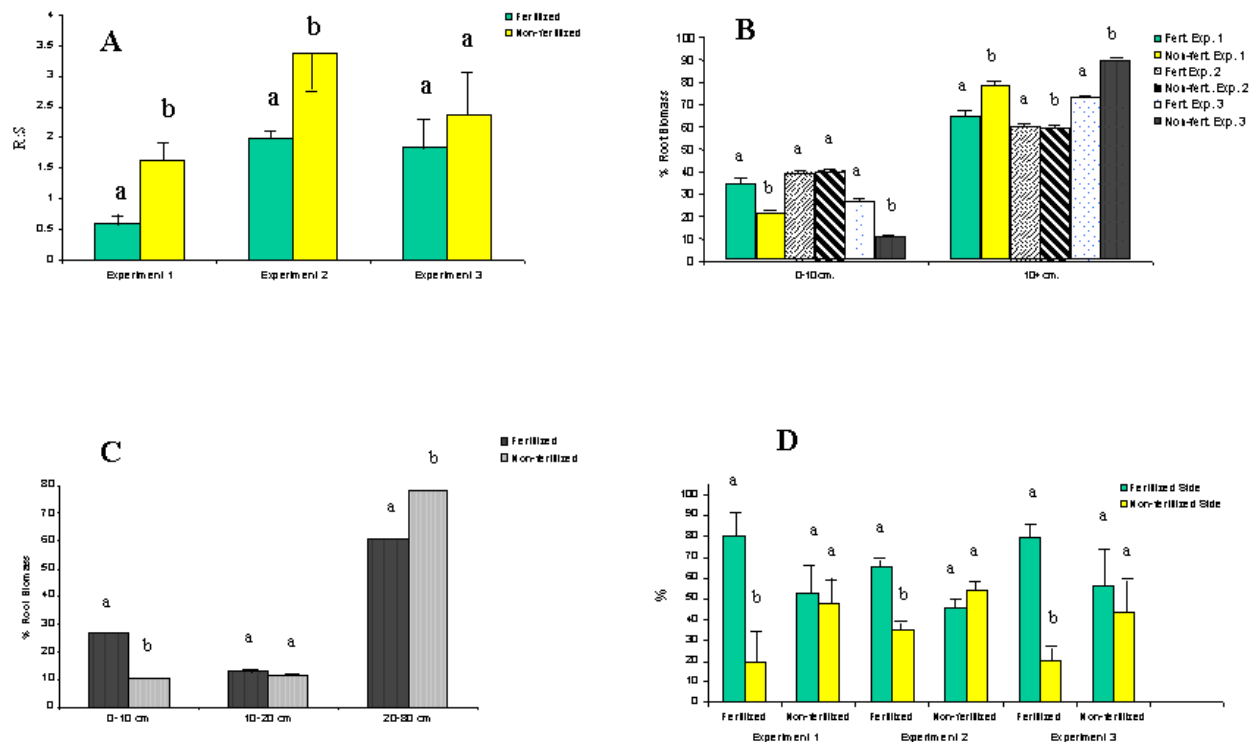 A
Fertilized
Non-fertilized
R:S
4
3.5
3
2.5
2
1.5
1
0.5
0
a
b
a
b
a
a
Experiment 1
Experiment 2
Experiment 3
B
Fert. Exp. 1
Non-fert. Exp. 1
Fert Exp. 2
Non-fert. Exp. 2
Fert. Exp. 3
Non-fert. Exp. 3
% Root Biomass
100
90
80
70
60
50
40
30
20
10
0
a
b
a
a
a
b
a
b
a
b
a
b
0-10cm.
10+cm.
C
Fertilized
Non-fertilized
% Root Biomass
80
70
60
50
40
30
20
10
0
a
b
a
a
a
b
0-10 cm
10-20 cm
20-80 cm
D
Fertilized Side
Non-fertilized Side
%
100
90
80
70
60
50
40
30
20
10
0
a
b
a
a
a
b
a
a
a
b
a
a
Fertilized
Non-fertilized
Fertilized
Non-fertilized
Fertilized
Non-fertilized
Experiment 1
Experiment 2
Experiment 3